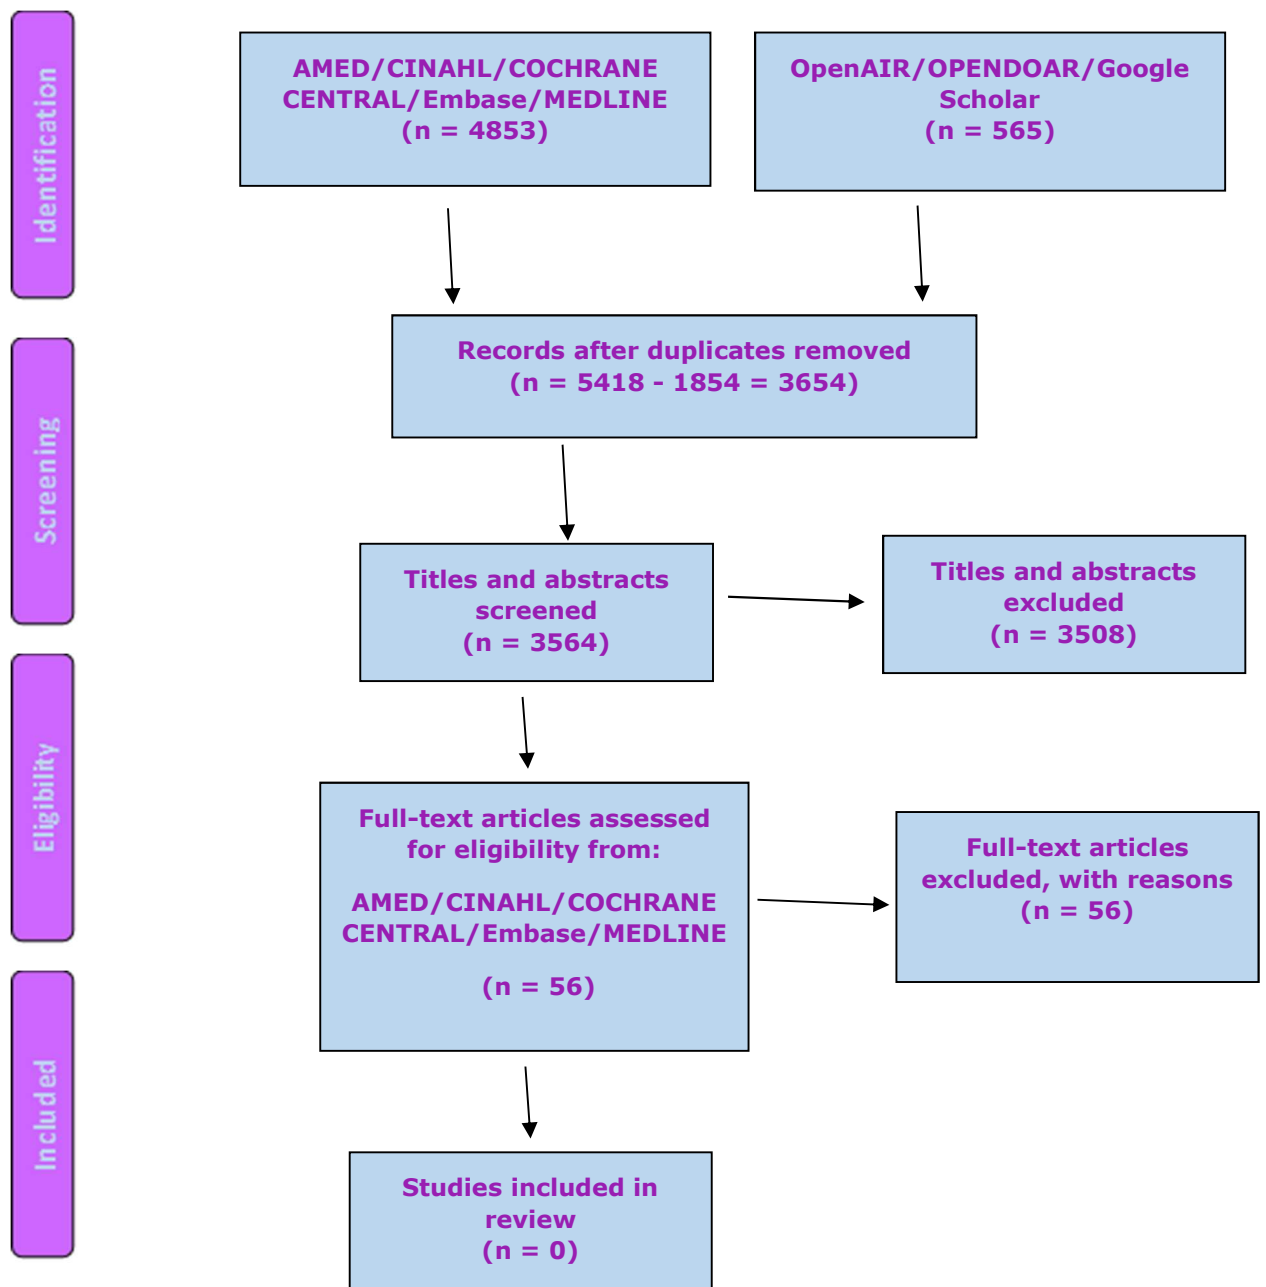 Identification
AMED/CINAHL/COCHRANE
CENTRAL/Embase/MEDLINE
(n = 4853)
OpenAIR/OPENDOAR/Google
Scholar
(n = 565)
Screening
Records after duplicates removed
(n = 5418 - 1854 = 3654)
Titles and abstracts
screened
(n = 3564)
Titles and abstracts
excluded
(n = 3508)
Eligibility
Full-text articles assessed
for eligibility from:
AMED/CINAHL/COCHRANE
CENTRAL/Embase/MEDLINE
(n = 56)
Full-text articles
excluded, with reasons
(n = 56)
Included
Studies included in
review
(n = 0)